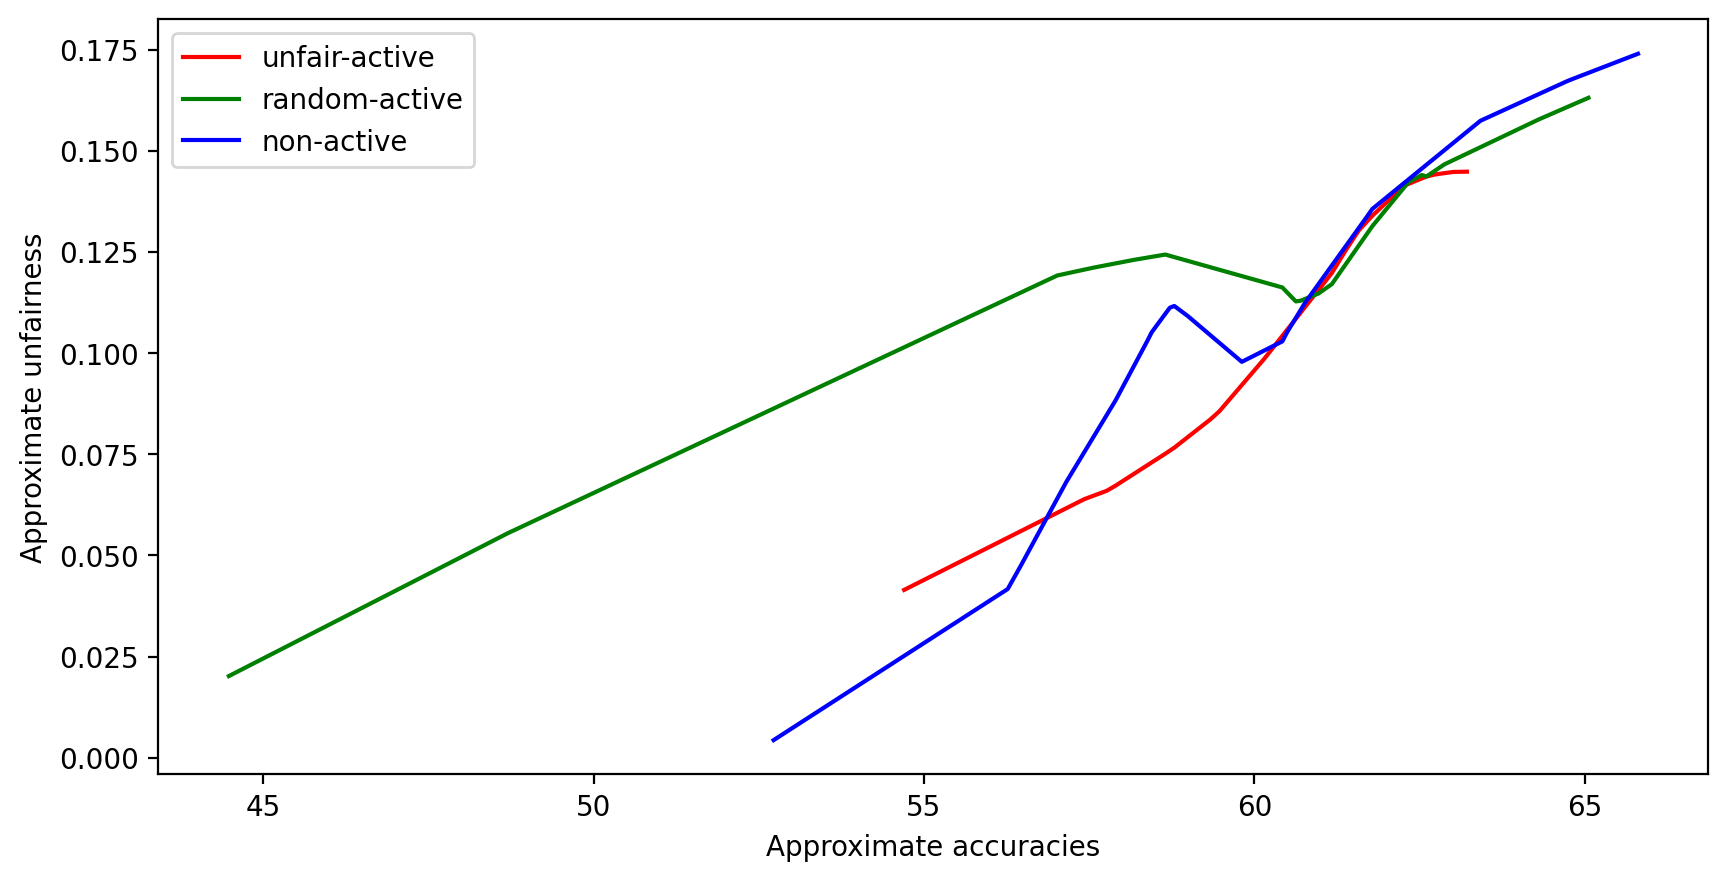 unfair-active
random-active
non-active
Approximate unfairness
0.175
0.150
0.125
0.100
0.075
0.050
0.025
0.000
45 50 55 60 65
Approximate accuracies